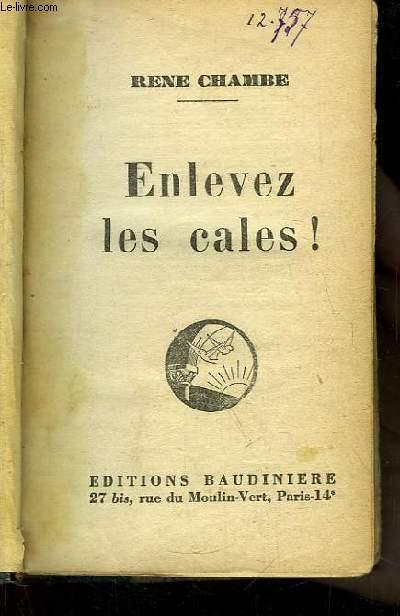 Le-livre.com
12.757
RENE CHAMBE
Enlevez
les cales !
EDITIONS BAUDINIERE
27 bis, rue du Moulin-Vert, Paris-14e